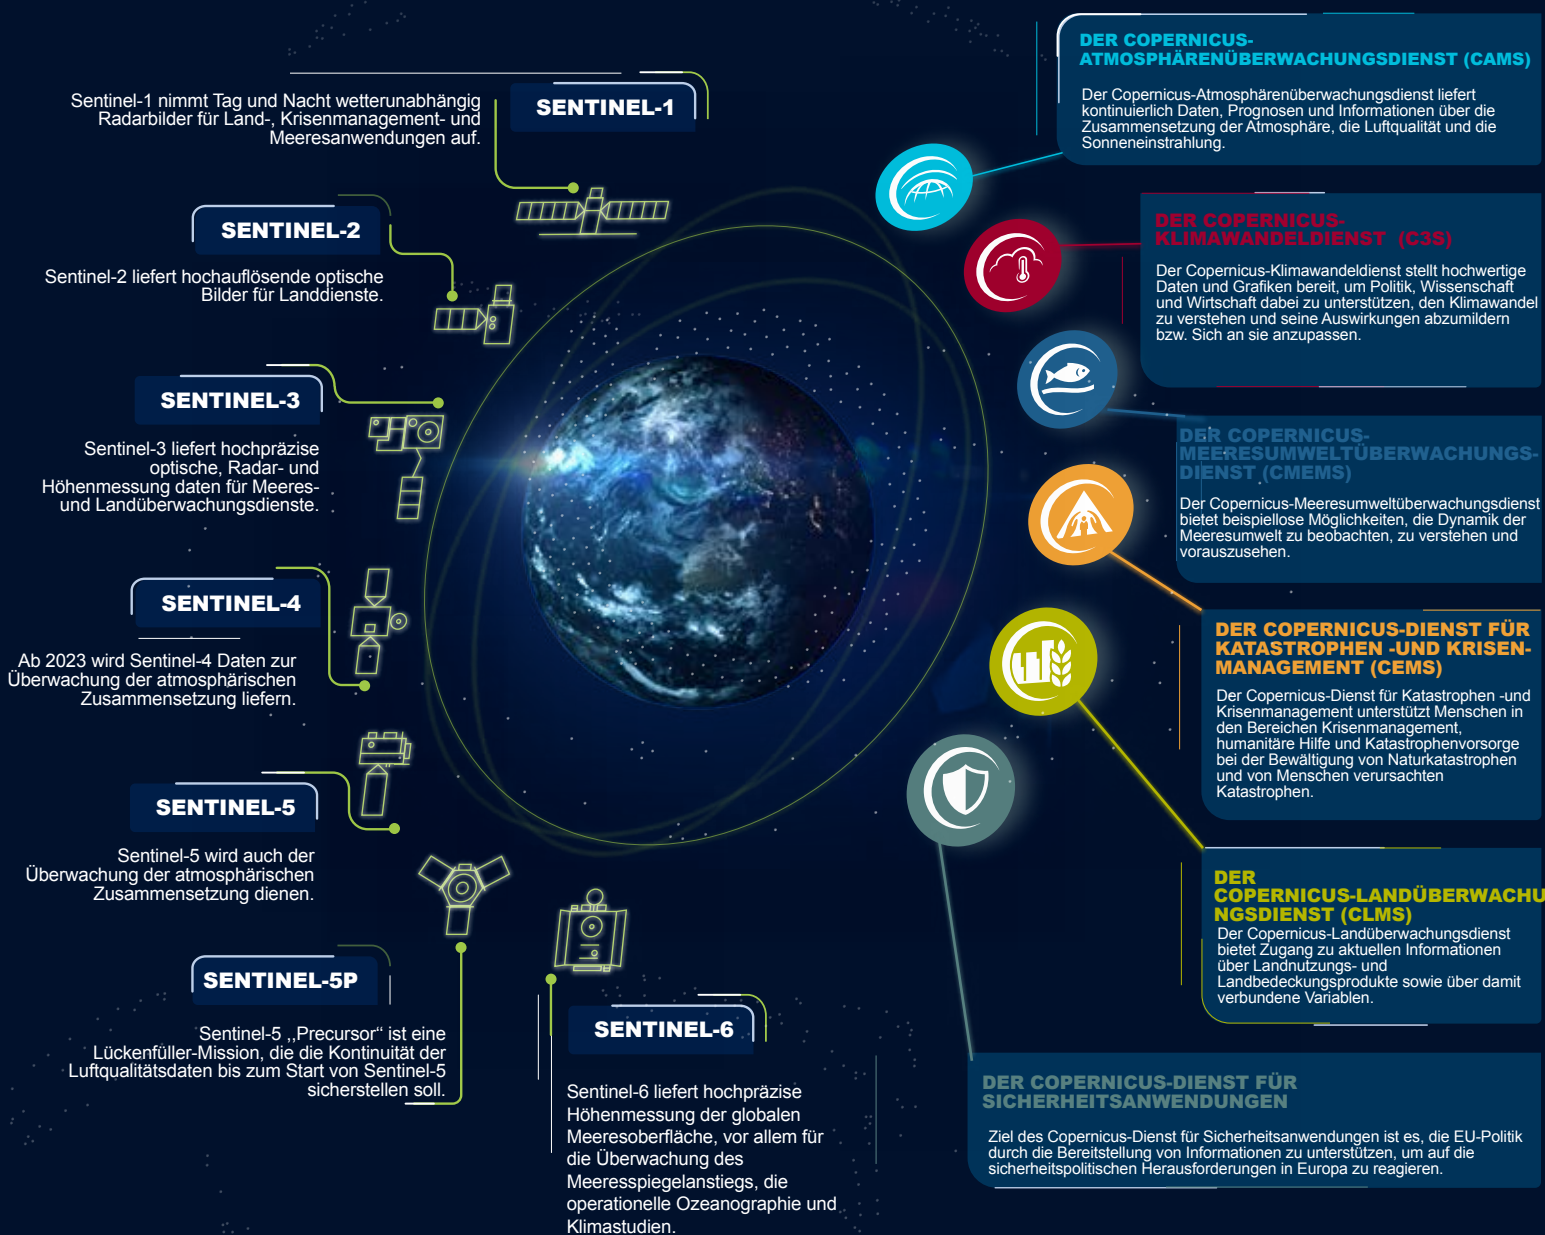 SENTINEL-1
Sentinel-1 nimmt Tag und Nacht wetterunabhängig
Radarbilder für Land-, Krisenmanagement- und
Meeresanwendungen auf.
SENTINEL-2
Sentinel-2 liefert hochauflösende optische
Bilder für Landdienste.
SENTINEL-3
Sentinel-3 liefert hochpräzise
optische, Radar- und
Höhenmessung daten für Meeres-
und Landüberwachungsdienste.
SENTINEL-4
Ab 2023 wird Sentinel-4 Daten zur
Überwachung der atmosphärischen
Zusammensetzung liefern.
SENTINEL-5
Sentinel-5 wird auch der
Überwachung der atmosphärischen
Zusammensetzung dienen.
SENTINEL-5P
Sentinel-5 ,,Precursor“ ist eine
Lückenfüller-Mission, die die Kontinuität der
Luftqualitätsdaten bis zum Start von Sentinel-5
sicherstellen soll.
SENTINEL-6
Sentinel-6 liefert hochpräzise
Höhenmessung der globalen
Meeresoberfläche, vor allem für
die Überwachung des
Meeresspiegelanstiegs, die
operationelle Ozeanographie und
Klimastudien.
DER COPERNICUS-
ATMOSPHÄRENÜBERWACHUNGSDIENST (CAMS)
Der Copernicus-Atmosphärenüberwachungsdienst liefert
kontinuierlich Daten, Prognosen und Informationen über die
Zusammensetzung der Atmosphäre, die Luftqualität und die
Sonneneinstrahlung.
DER COPERNICUS-
KLIMAWANDELDIENST (C3S)
Der Copernicus-Klimawandeldienst stellt hochwertige
Daten und Grafiken bereit, um Politik, Wissenschaft
und Wirtschaft dabei zu unterstützen, den Klimawandel
zu verstehen und seine Auswirkungen abzumildern
bzw. Sich an sie anzupassen.
DER COPERNICUS-
MEERESUMWELTÜBERWACHUNGS-
DIENST (CMEMS)
Der Copernicus-Meeresumweltüberwachungsdienst
bietet beispiellose Möglichkeiten, die Dynamik der
Meeresumwelt zu beobachten, zu verstehen und
vorauszusehen.
DER COPERNICUS-DIENST FÜR
KATASTROPHEN -UND KRISEN-
MANAGEMENT (CEMS)
Der Copernicus-Dienst für Katastrophen -und
Krisenmanagement unterstützt Menschen in
den Bereichen Krisenmanagement,
humanitäre Hilfe und Katastrophenvorsorge
bei der Bewältigung von Naturkatastrophen
und von Menschen verursachten
Katastrophen.
DER
COPERNICUS-LANDÜBERWACHU
NGSDIENST (CLMS)
Der Copernicus-Landüberwachungsdienst
bietet Zugang zu aktuellen Informationen
über Landnutzungs- und
Landbedeckungsprodukte sowie über damit
verbundene Variablen.
DER COPERNICUS-DIENST FÜR
SICHERHEITSANWENDUNGEN
Ziel des Copernicus-Dienst für Sicherheitsanwendungen ist es, die EU-Politik
durch die Bereitstellung von Informationen zu unterstützen, um auf die
sicherheitspolitischen Herausforderungen in Europa zu reagieren.